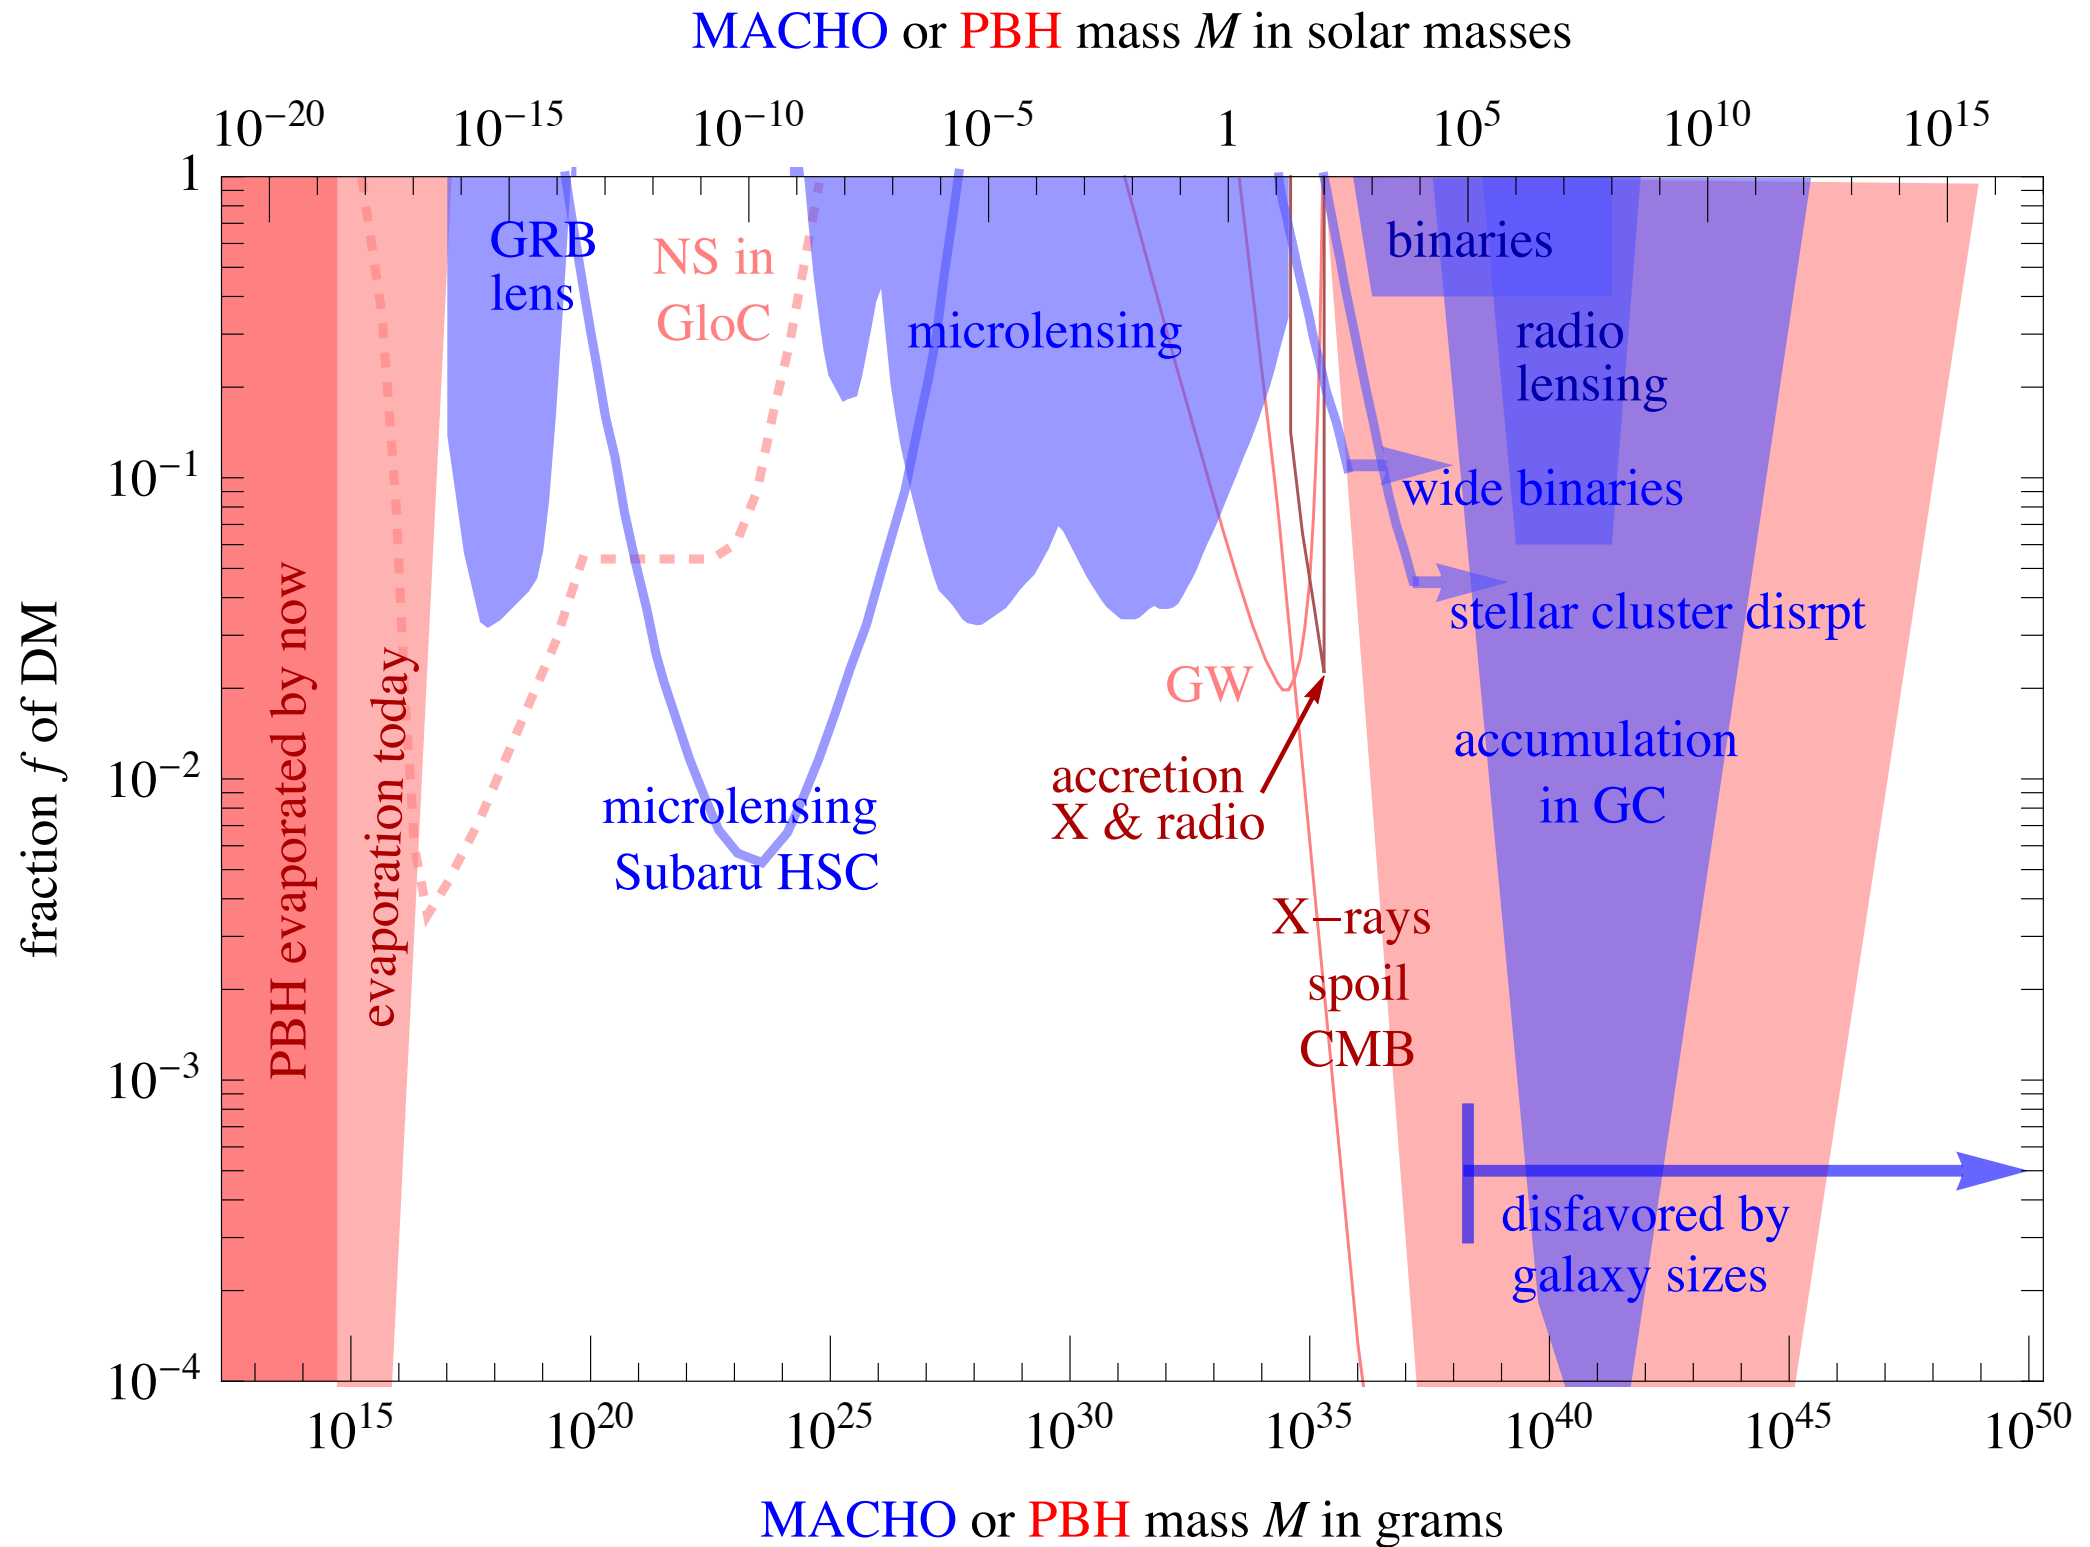 MACHO or PBH mass M in solar masses
10−20 10−15 10−10 10−5 1 105 1010 1015
1
10−1
10−2
10−3
10−4
fraction f of DM
PBH evaporated by now
evaporation today
GRB
lens
NS in
GloC
microlensing
binaries
radio
lensing
wide binaries
stellar cluster disrpt
GW
accretion
X & radio
accumulation
in GC
microlensing
Subaru HSC
X−rays
spoil
CMB
disfavored by
galaxy sizes
1015 1020 1025 1030 1035 1040 1045 1050
MACHO or PBH mass M in grams